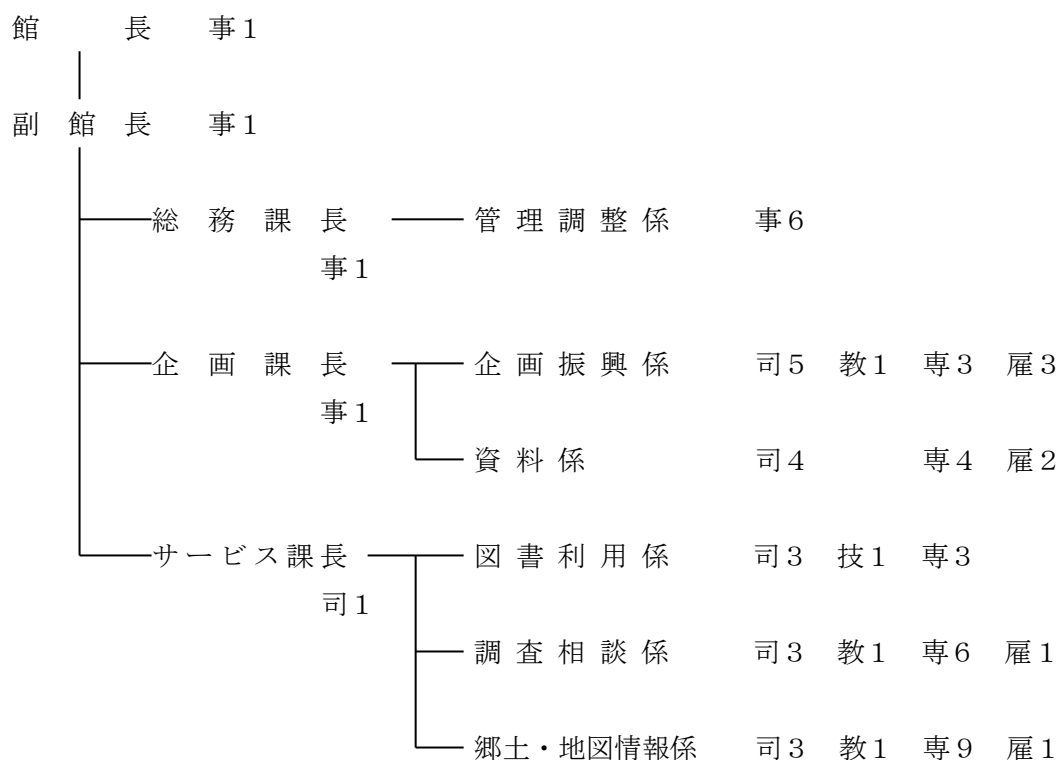 館長 事1
副館長 事1
総務課長 管理調整係 事6
事1
企画課長 企画振興係 司5 教1 専3 雇3
事1
資料係 司4 専4 雇2
サービス課長 図書利用係 司3 技1 専3
司1
調査相談係 司3 教1 専6 雇1
郷土・地図情報係 司3 教1 専9 雇1